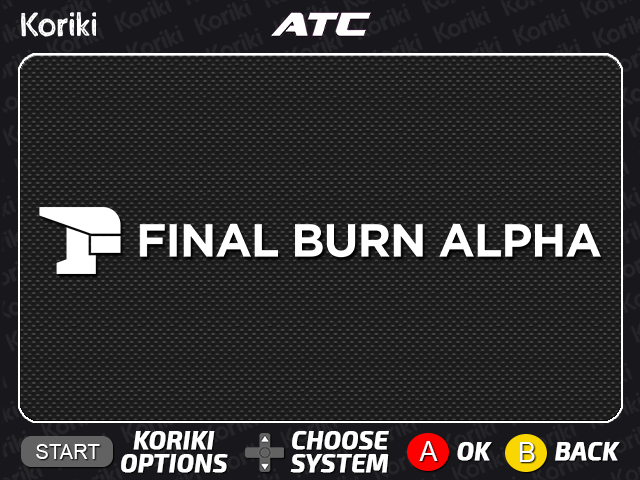 Koriki
ATC
FINAL BURN ALPHA
START
KORIKI
OPTIONS
CHOOSE
SYSTEM
A OK
B BACK